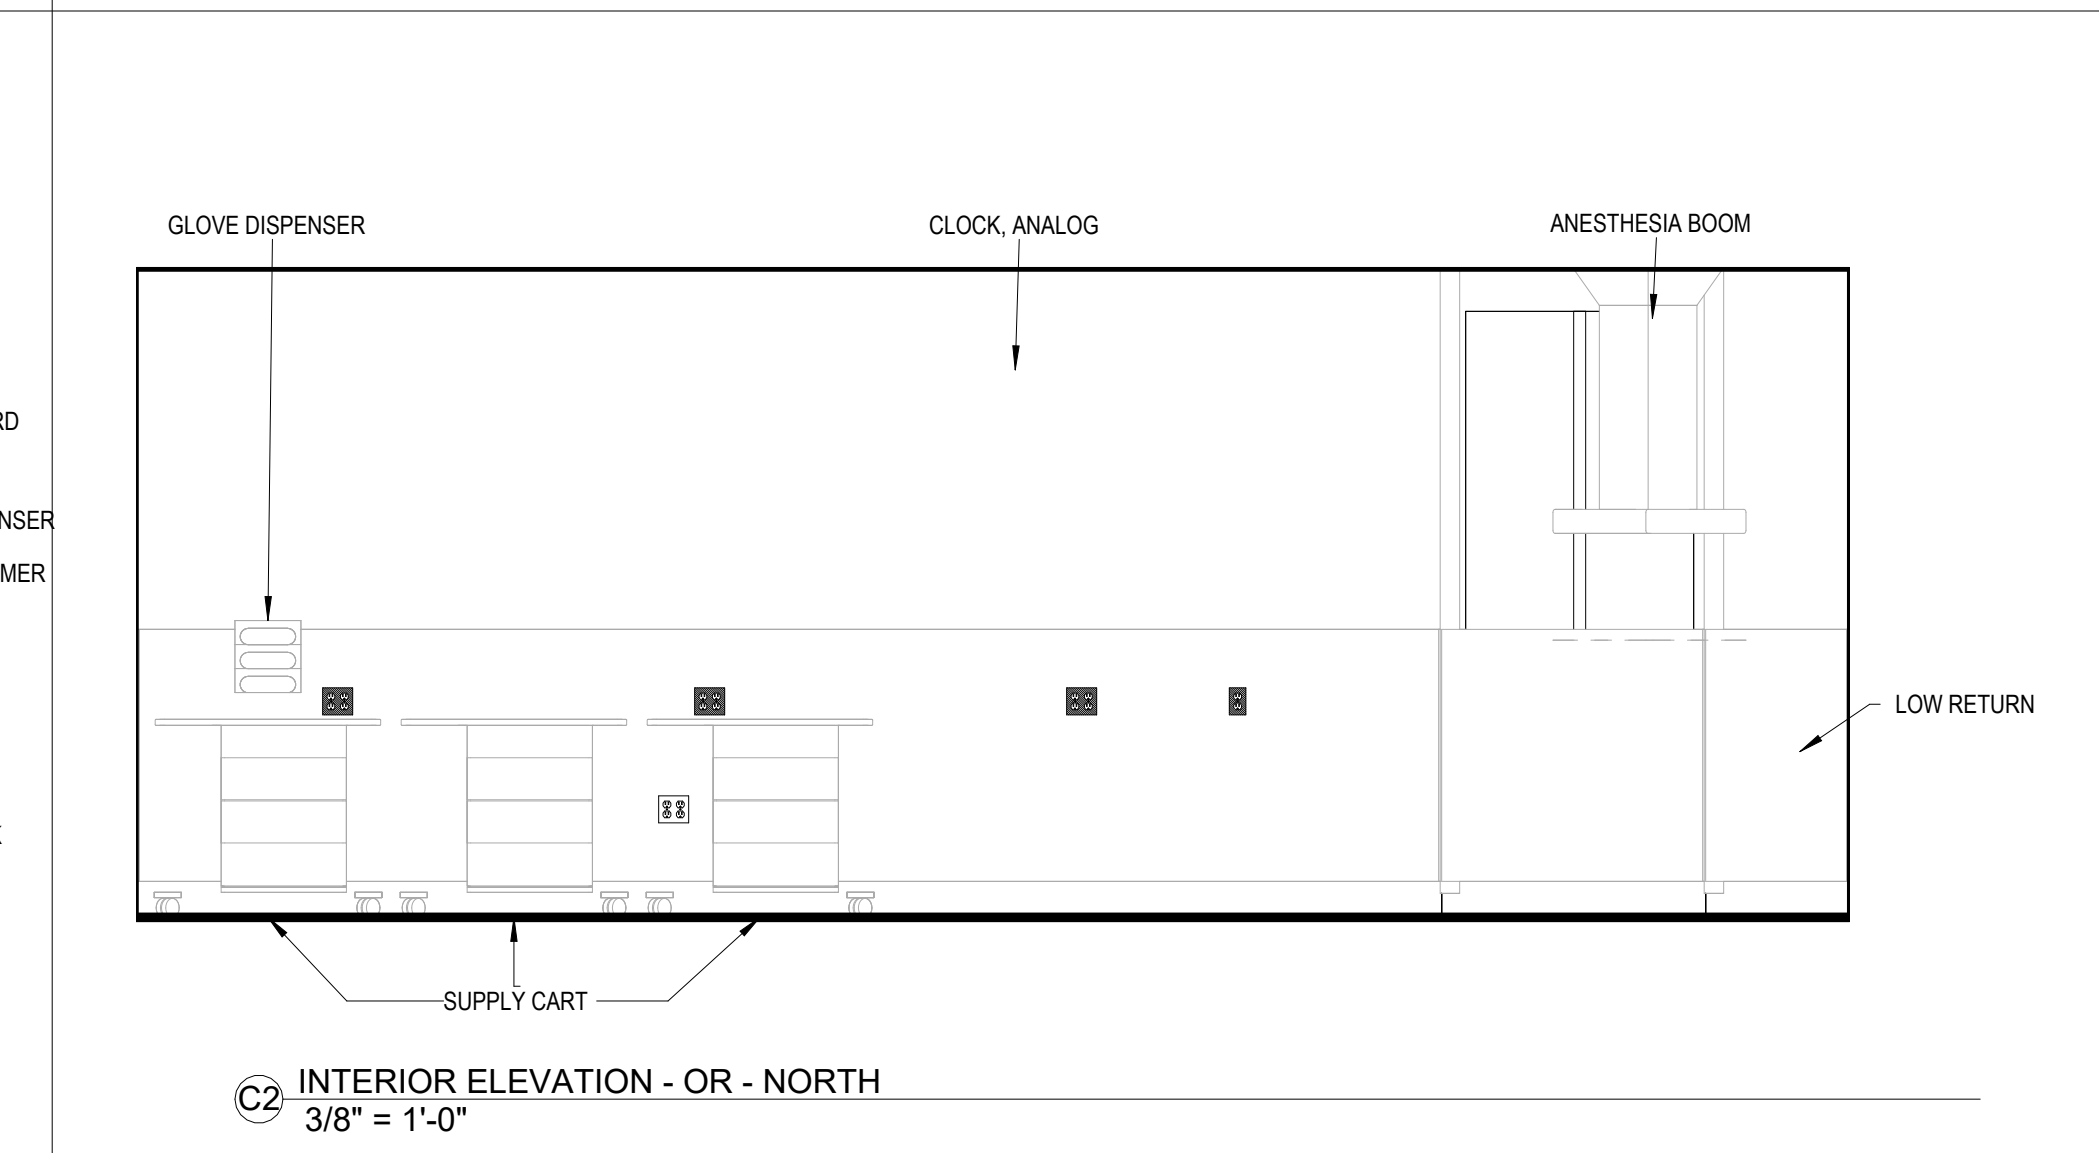 GLOVE DISPENSER
CLOCK, ANALOG
ANESTHESIA BOOM
RD
NSER
MER
LOW RETURN
SUPPLY CART
C2
INTERIOR ELEVATION - OR - NORTH
3/8" = 1'-0"